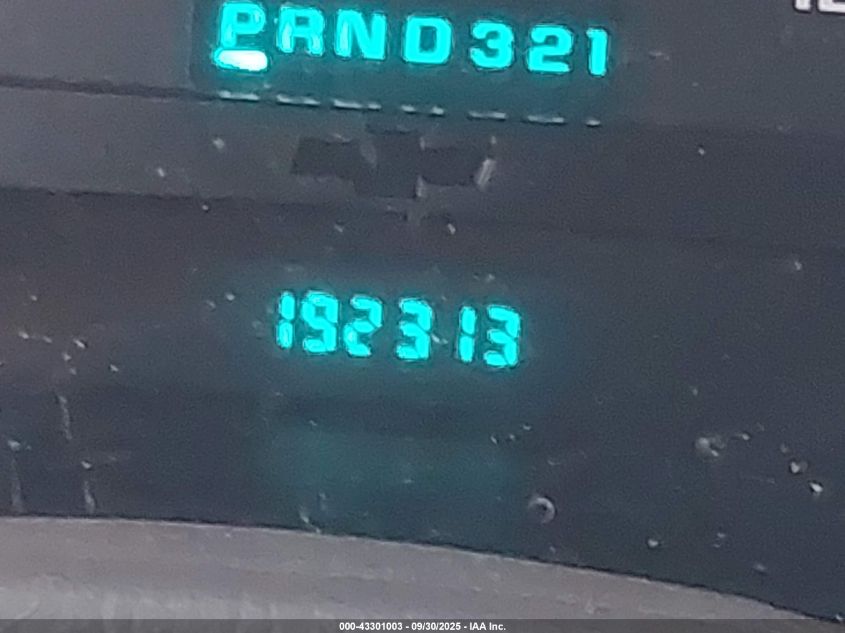 PRND321
192313
000-43301003 - 09/30/2025 - IAA Inc.